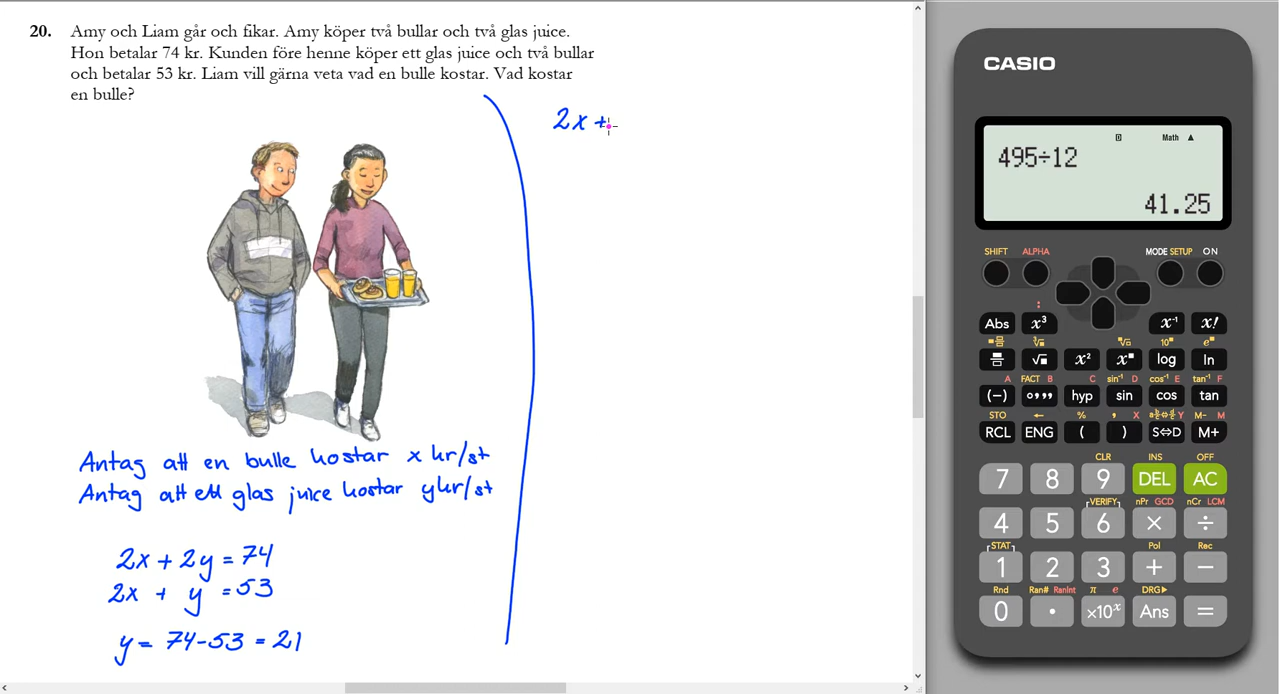 20. Amy och Liam går och fikar. Amy köper två bullar och två glas juice.
Hon betalar 74 kr. Kunden före henne köper ett glas juice och två bullar
och betalar 53 kr. Liam vill gärna veta vad en bulle kostar. Vad kostar
en bulle?
2x +
Antag att en bulle kostar x kr/st
Antag att ett glas juice kostar y kr/st
2x + 2y = 74
2x + y = 53
y = 74-53 = 21
CASIO
D Math ▲
495÷12
41.25
SHIFT ALPHA MODE SETUP ON
:
Abs x³ x⁻¹ x!
∛ 10■ e■
√■ x² x■ log ln
A FACT B C sin⁻¹ D cos⁻¹ E tan⁻¹ F
(−) °,,, hyp sin cos tan
STO ← % , X Y M− M
RCL ENG ( ) S⇔D M+
CLR INS OFF
7 8 9 DEL AC
VERIFY nPr GCD nCr LCM
4 5 6 × ÷
STAT Pol Rec
1 2 3 + −
Rnd Ran# RanInt π e DRG▶
0 • ×10ˣ Ans =